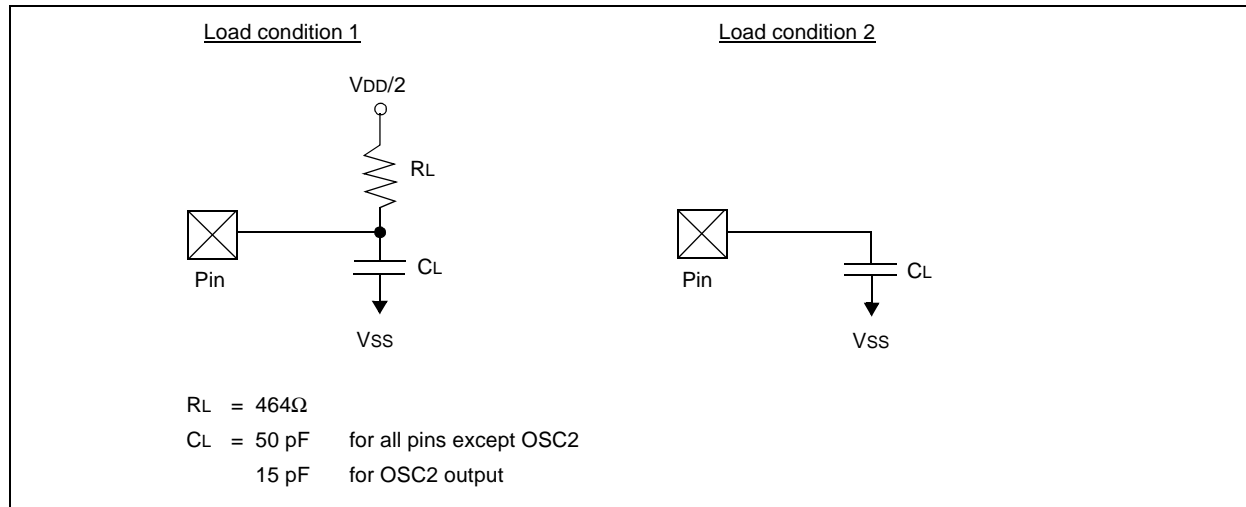 Load condition 1
Load condition 2
VDD/2
RL
CL
Pin
VSS
Pin
CL
VSS
RL = 464Ω
CL = 50 pF for all pins except OSC2
15 pF for OSC2 output